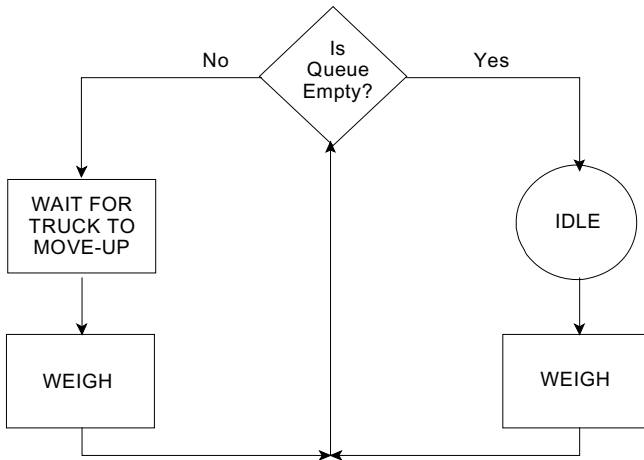 Is
Queue
Empty?
No
Yes
WAIT FOR
TRUCK TO
MOVE-UP
IDLE
WEIGH
WEIGH